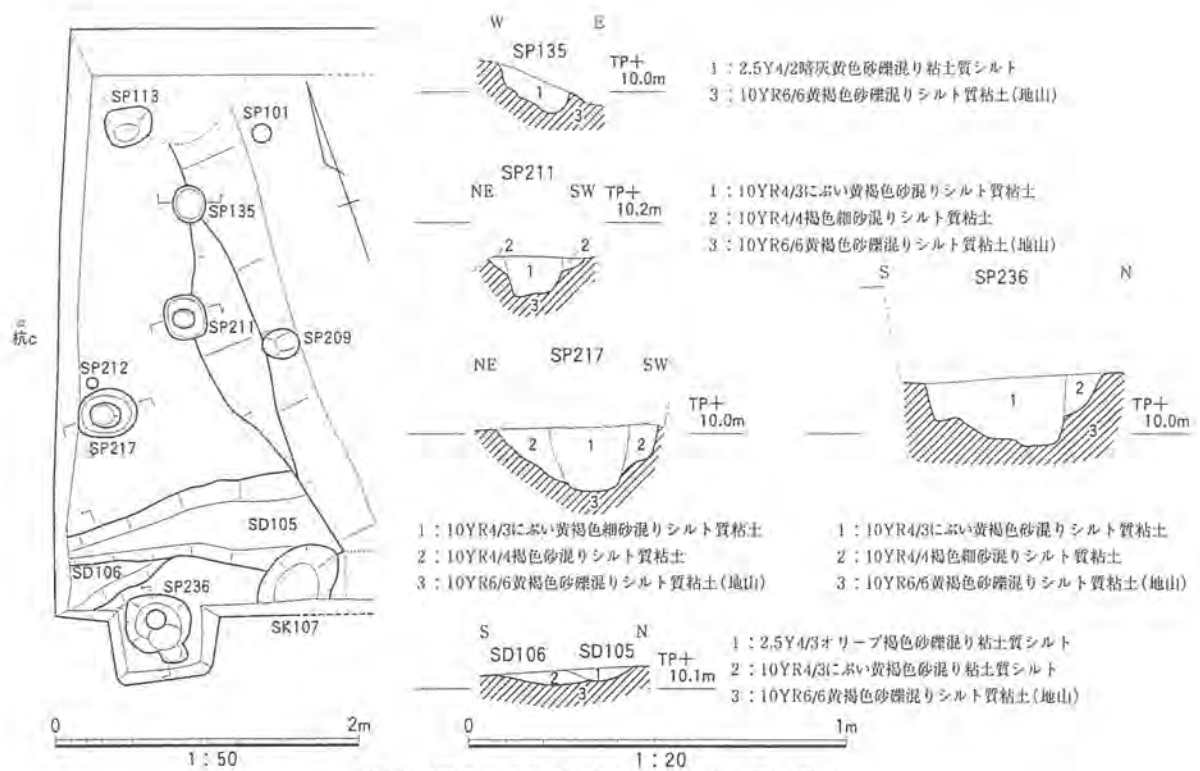 SP113
SP101
SP135
SP211
SP209
杭c
SP212
SP217
SD105
SD106
SP236
SK107
0 2m
1：50
W E
SP135
TP+
10.0m
1
3
1：2.5Y4/2暗灰黄色砂礫混り粘土質シルト
3：10YR6/6黄褐色砂礫混りシルト質粘土(地山)
SP211
NE SW
TP+
10.2m
2 2
1
3
1：10YR4/3にぶい黄褐色砂混りシルト質粘土
2：10YR4/4褐色細砂混りシルト質粘土
3：10YR6/6黄褐色砂礫混りシルト質粘土(地山)
SP217
NE SW
TP+
10.0m
2 1 2
3
1：10YR4/3にぶい黄褐色細砂混りシルト質粘土
2：10YR4/4褐色砂混りシルト質粘土
3：10YR6/6黄褐色砂礫混りシルト質粘土(地山)
S SP236 N
TP+
10.0m
1 2
3
1：10YR4/3にぶい黄褐色砂混りシルト質粘土
2：10YR4/4褐色細砂混りシルト質粘土
3：10YR6/6黄褐色砂礫混りシルト質粘土(地山)
S N
SD106 SD105
TP+
10.1m
2 1
3
1：2.5Y4/3オリーブ褐色砂礫混り粘土質シルト
2：10YR4/3にぶい黄褐色砂混り粘土質シルト
3：10YR6/6黄褐色砂礫混りシルト質粘土(地山)
0 1m
1：20